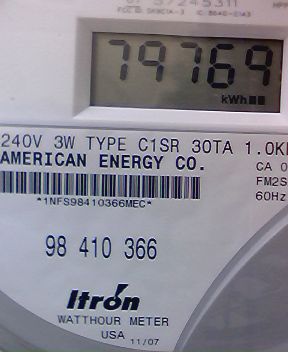 57245311
79769
kWh
240V 3W TYPE C1SR 30TA 1.0K
AMERICAN ENERGY CO.
CA 0
*1NFS98410366MEC*
FM2S
60Hz
98 410 366
Itron
WATTHOUR METER
USA 11/07